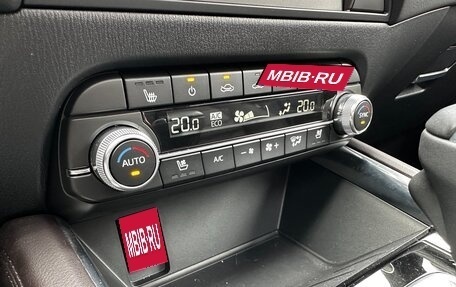 MBIB·RU
20.0
A/C
ECO
20.0
AUTO
SYNC
A/C
MBIB·RU